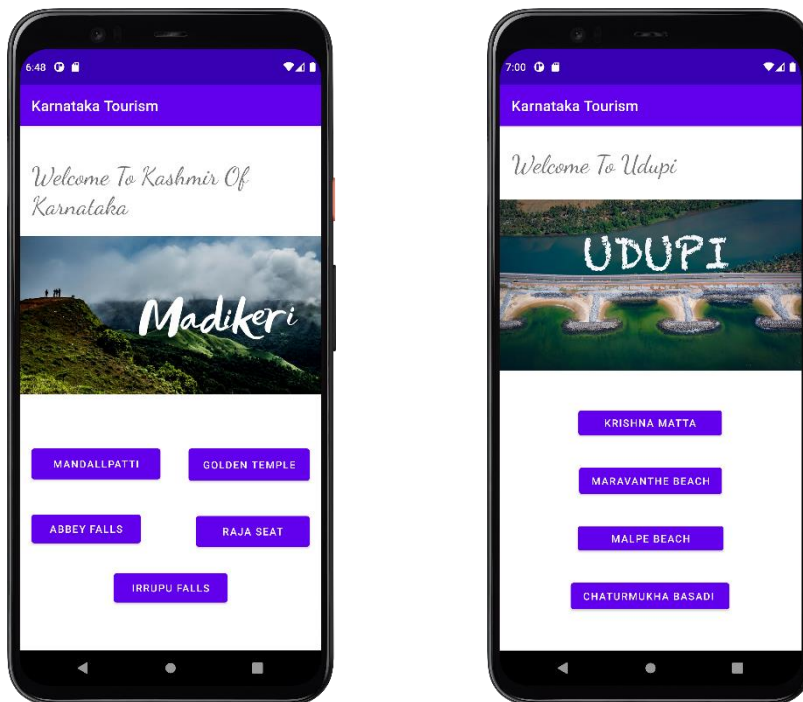 6:48
Karnataka Tourism
Welcome To Kashmir Of
Karnataka
Madikeri
MANDALLPATTI
GOLDEN TEMPLE
ABBEY FALLS
RAJA SEAT
IRRUPU FALLS
7:00
Karnataka Tourism
Welcome To Udupi
UDUPI
KRISHNA MATTA
MARAVANTHE BEACH
MALPE BEACH
CHATURMUKHA BASADI